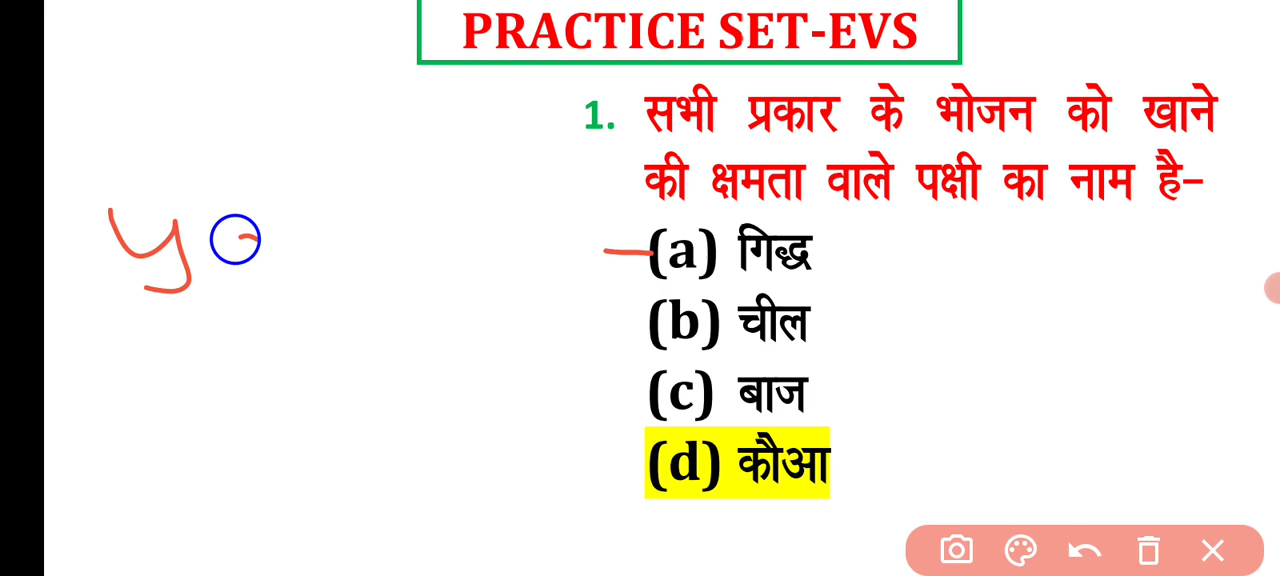 PRACTICE SET-EVS
1. सभी प्रकार के भोजन को खाने
की क्षमता वाले पक्षी का नाम है–
(a) गिद्ध
(b) चील
(c) बाज
(d) कौआ